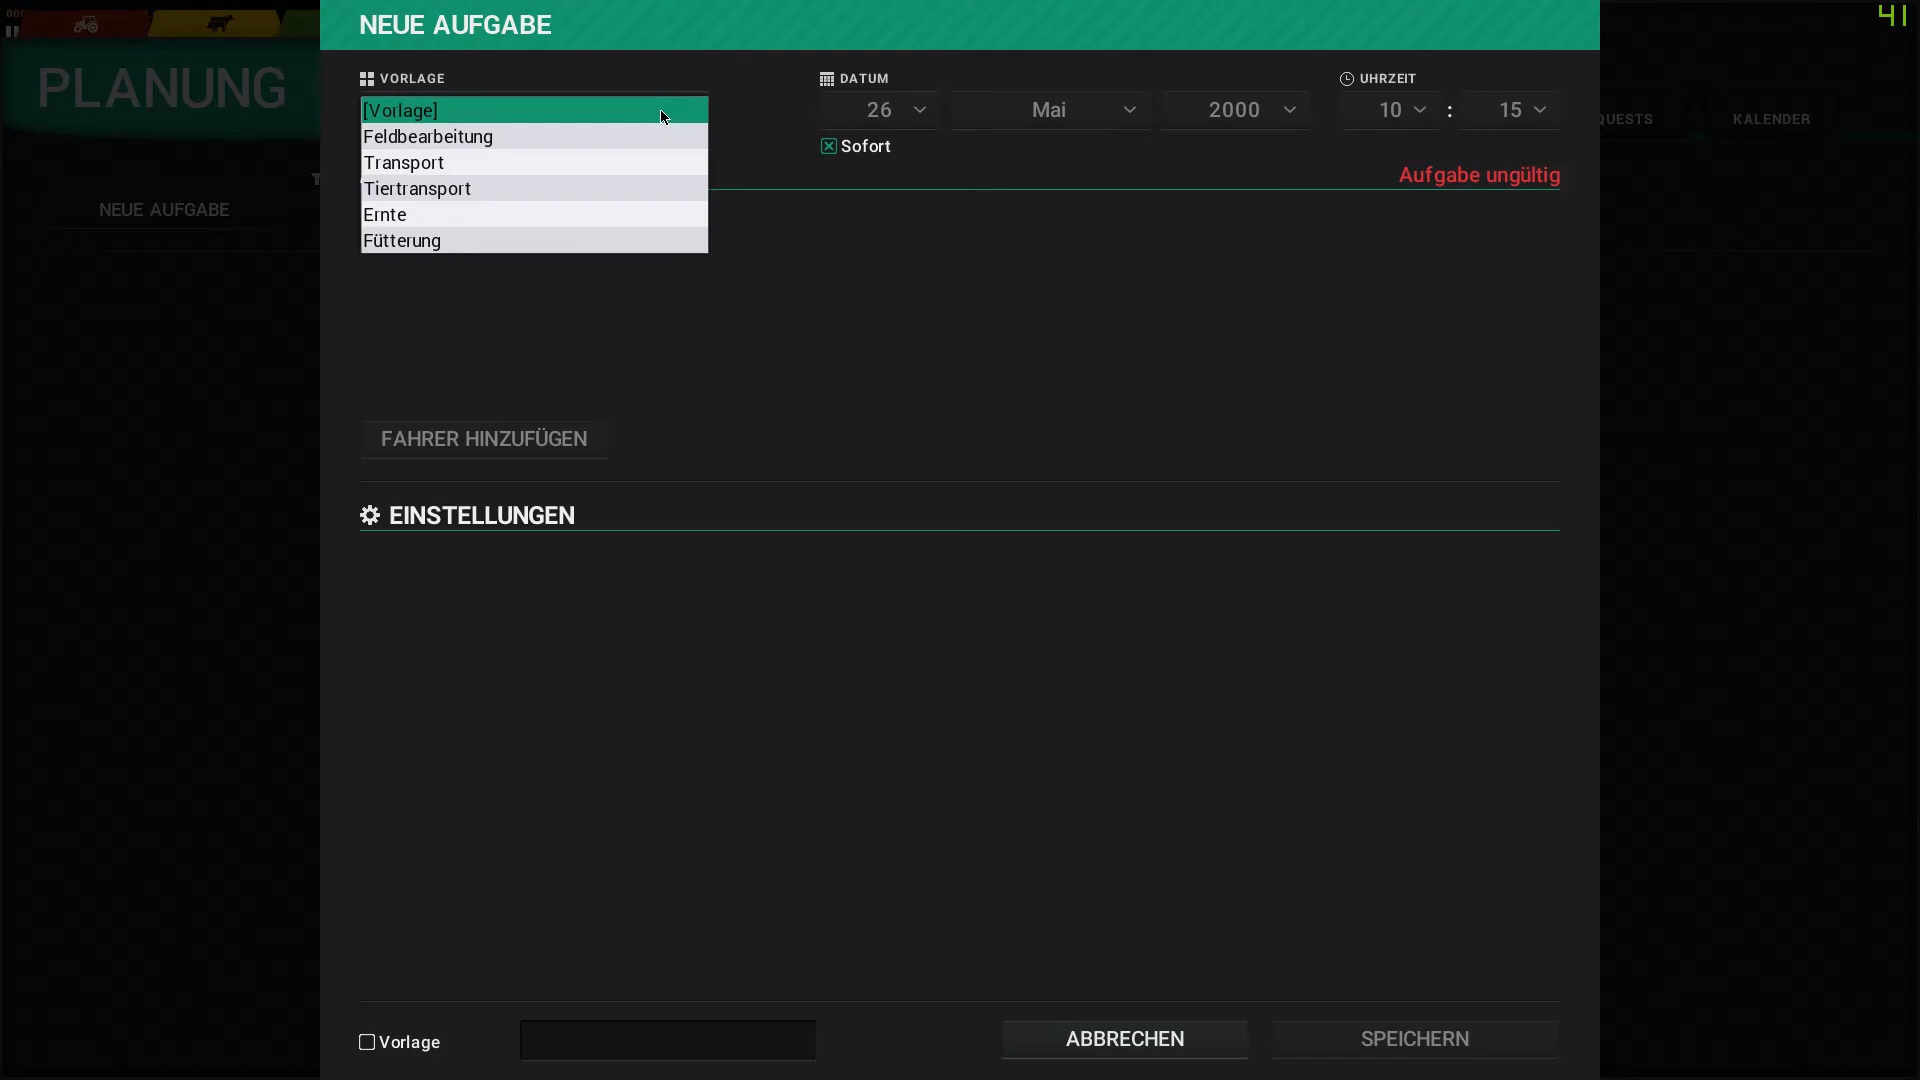 41
NEUE AUFGABE
PLANUNG
VORLAGE
DATUM
UHRZEIT
[Vorlage]
26
Mai
2000
10 : 15
Feldbearbeitung
Sofort
Transport
Aufgabe ungültig
Tiertransport
Ernte
Fütterung
QUESTS
KALENDER
NEUE AUFGABE
FAHRER HINZUFÜGEN
EINSTELLUNGEN
Vorlage
ABBRECHEN
SPEICHERN